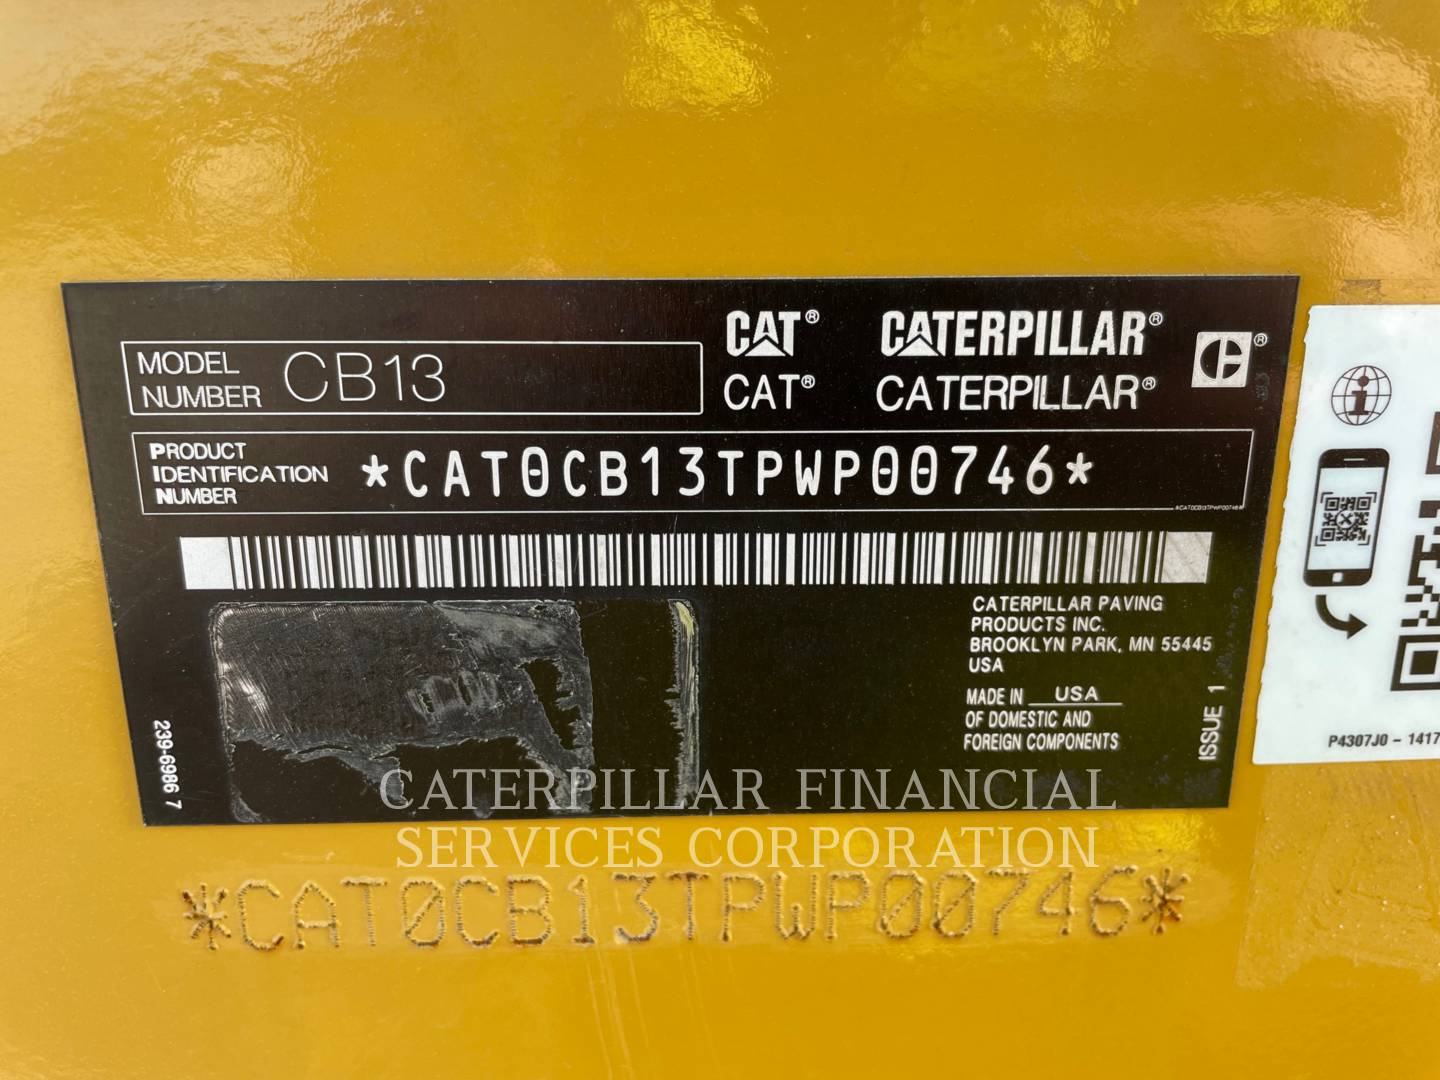 CAT® CATERPILLAR®
MODEL NUMBER CB13
CAT® CATERPILLAR®
PRODUCT IDENTIFICATION NUMBER *CAT0CB13TPWP00746*
*CAT0CB13TPWP00746*
CATERPILLAR PAVING
PRODUCTS INC.
BROOKLYN PARK, MN 55445
USA
MADE IN USA
OF DOMESTIC AND
FOREIGN COMPONENTS
ISSUE 1
239-6986 7
P4307J0 - 1417
CATERPILLAR FINANCIAL
SERVICES CORPORATION
*CAT0CB13TPWP00746*